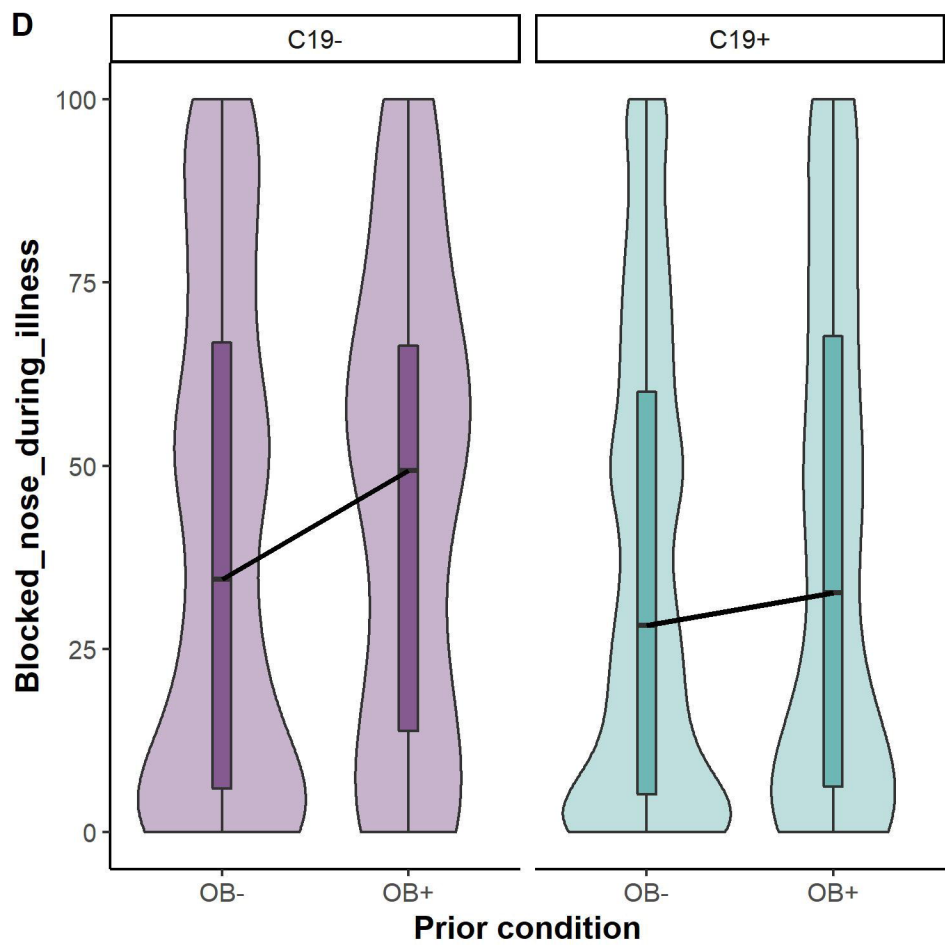 D
C19-
C19+
Blocked_nose_during_illness
100
75
50
25
0
OB-
OB+
OB-
OB+
Prior condition